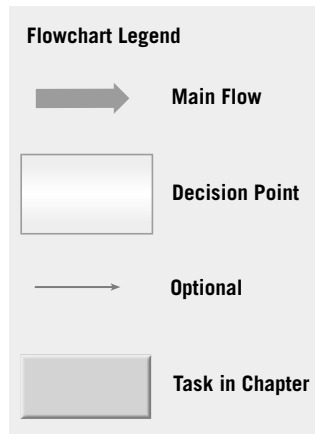 Flowchart Legend
Main Flow
Decision Point
Optional
Task in Chapter